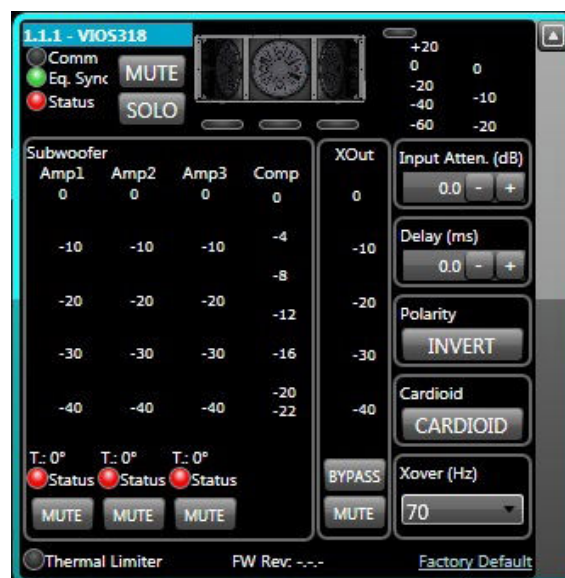 1.1.1 - VIOS318
Comm
Eq. Sync
Status
MUTE
SOLO
+20
0
-20
-40
-60
0
-10
-20
Subwoofer
Amp1 Amp2 Amp3 Comp
0 0 0 0
-10 -10 -10 -4
-8
-20 -20 -20 -12
-30 -30 -30 -16
-20
-40 -40 -40 -22
T.: 0° T.: 0° T.: 0°
Status Status Status
MUTE MUTE MUTE
XOut
0
-10
-20
-30
-40
BYPASS
MUTE
Input Atten. (dB)
0.0 - +
Delay (ms)
0.0 - +
Polarity
INVERT
Cardioid
CARDIOID
Xover (Hz)
70
Thermal Limiter FW Rev: -.-.- Factory Default